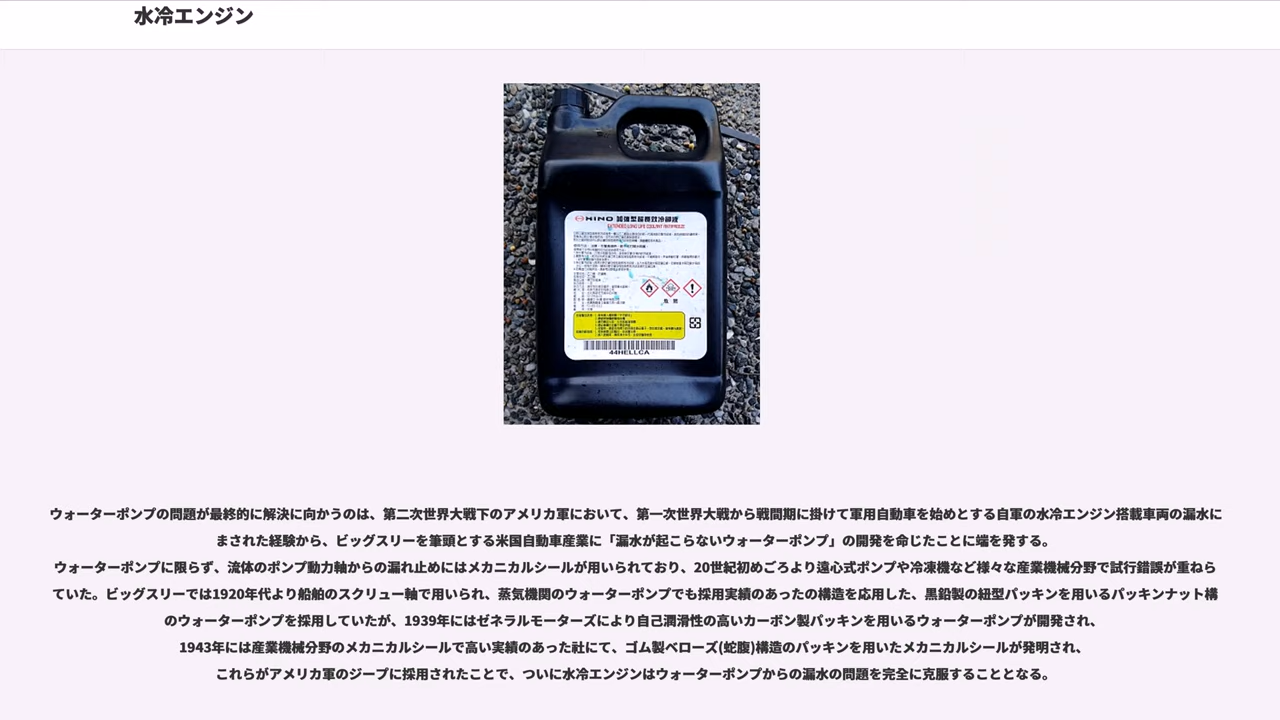 水冷エンジン
HINO 超強型超長效冷卻液
EXTENDED LONG LIFE COOLANT ANTIFREEZE
44HELLCA
ウォーターポンプの問題が最終的に解決に向かうのは、第二次世界大戦下のアメリカ軍において、第一次世界大戦から戦間期に掛けて軍用自動車を始めとする自軍の水冷エンジン搭載車両の漏水に
まされた経験から、ビッグスリーを筆頭とする米国自動車産業に「漏水が起こらないウォーターポンプ」の開発を命じたことに端を発する。
ウォーターポンプに限らず、流体のポンプ動力軸からの漏れ止めにはメカニカルシールが用いられており、20世紀初めごろより遠心式ポンプや冷凍機など様々な産業機械分野で試行錯誤が重ねら
ていた。ビッグスリーでは1920年代より船舶のスクリュー軸で用いられ、蒸気機関のウォーターポンプでも採用実績のあったの構造を応用した、黒鉛製の紐型パッキンを用いるパッキンナット構
のウォーターポンプを採用していたが、1939年にはゼネラルモーターズにより自己潤滑性の高いカーボン製パッキンを用いるウォーターポンプが開発され、
1943年には産業機械分野のメカニカルシールで高い実績のあった社にて、ゴム製ベローズ(蛇腹)構造のパッキンを用いたメカニカルシールが発明され、
これらがアメリカ軍のジープに採用されたことで、ついに水冷エンジンはウォーターポンプからの漏水の問題を完全に克服することとなる。